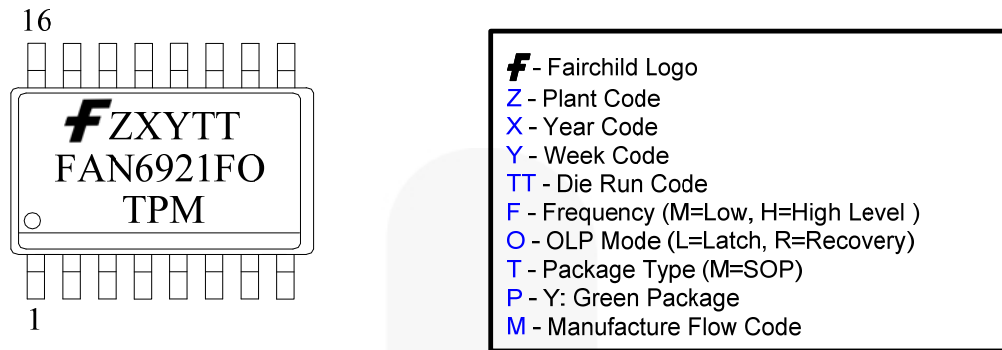 16
ZXYTT
FAN6921FO
TPM
1
- Fairchild Logo
Z - Plant Code
X - Year Code
Y - Week Code
TT - Die Run Code
F - Frequency (M=Low, H=High Level )
O - OLP Mode (L=Latch, R=Recovery)
T - Package Type (M=SOP)
P - Y: Green Package
M - Manufacture Flow Code